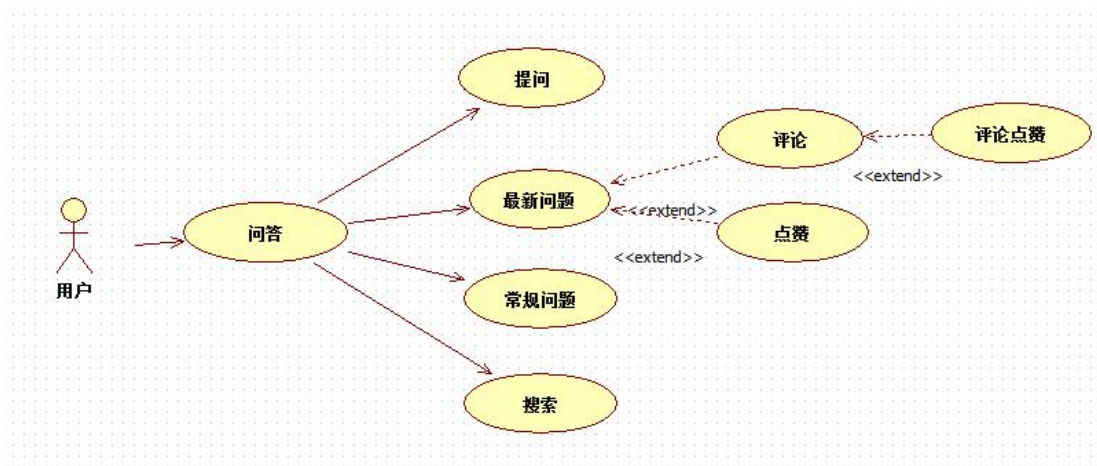 提问
评论
评论点赞
<<extend>>
最新问题
<<extend>>
问答
点赞
<<extend>>
用户
常规问题
搜索